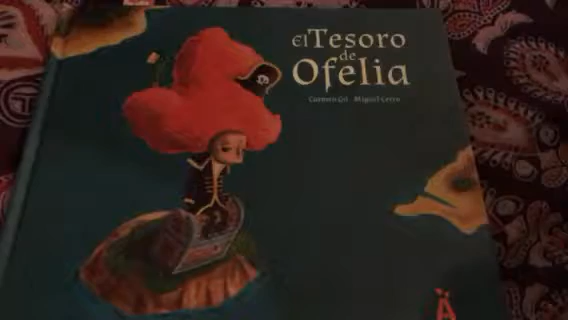 El Tesoro
de
Ofelia
Carmen Gil Miguel Cerro
Ä